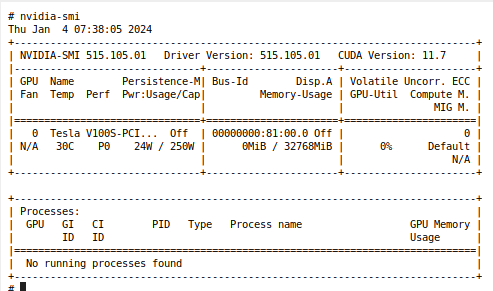 # nvidia-smi
Thu Jan  4 07:38:05 2024
+-----------------------------------------------------------------------------+
| NVIDIA-SMI 515.105.01   Driver Version: 515.105.01   CUDA Version: 11.7     |
|-------------------------------+----------------------+----------------------+
| GPU  Name        Persistence-M| Bus-Id        Disp.A | Volatile Uncorr. ECC |
| Fan  Temp  Perf  Pwr:Usage/Cap|         Memory-Usage | GPU-Util  Compute M. |
|                               |                      |               MIG M. |
|===============================+======================+======================|
|   0  Tesla V100S-PCI...  Off  | 00000000:81:00.0 Off |                    0 |
| N/A   30C    P0    24W / 250W |      0MiB / 32768MiB |      0%      Default |
|                               |                      |                  N/A |
+-------------------------------+----------------------+----------------------+

+-----------------------------------------------------------------------------+
| Processes:                                                                  |
|  GPU   GI   CI        PID   Type   Process name                  GPU Memory |
|        ID   ID                                                   Usage      |
|=============================================================================|
|  No running processes found                                                 |
+-----------------------------------------------------------------------------+
#